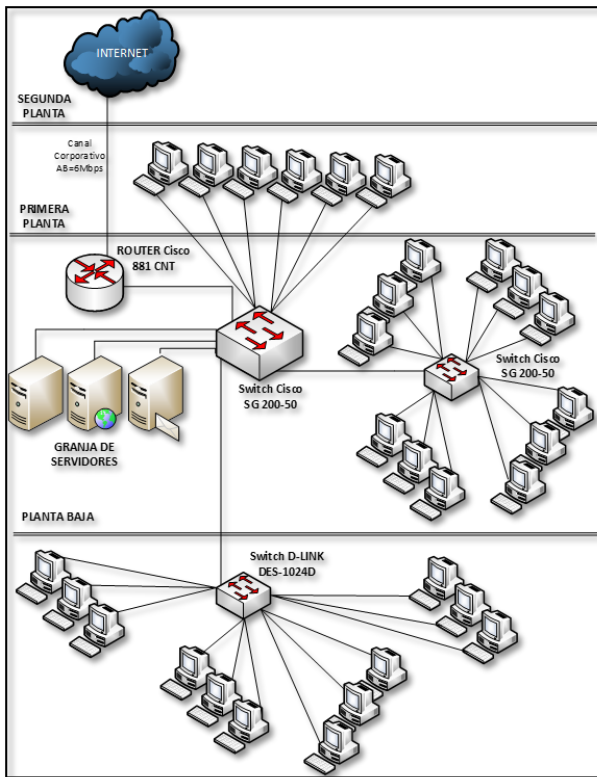 INTERNET
SEGUNDA
PLANTA
Canal
Corporativo
AB=6Mbps
PRIMERA
PLANTA
ROUTER Cisco
881 CNT
Switch Cisco
SG 200-50
Switch Cisco
SG 200-50
GRANJA DE
SERVIDORES
PLANTA BAJA
Switch D-LINK
DES-1024D